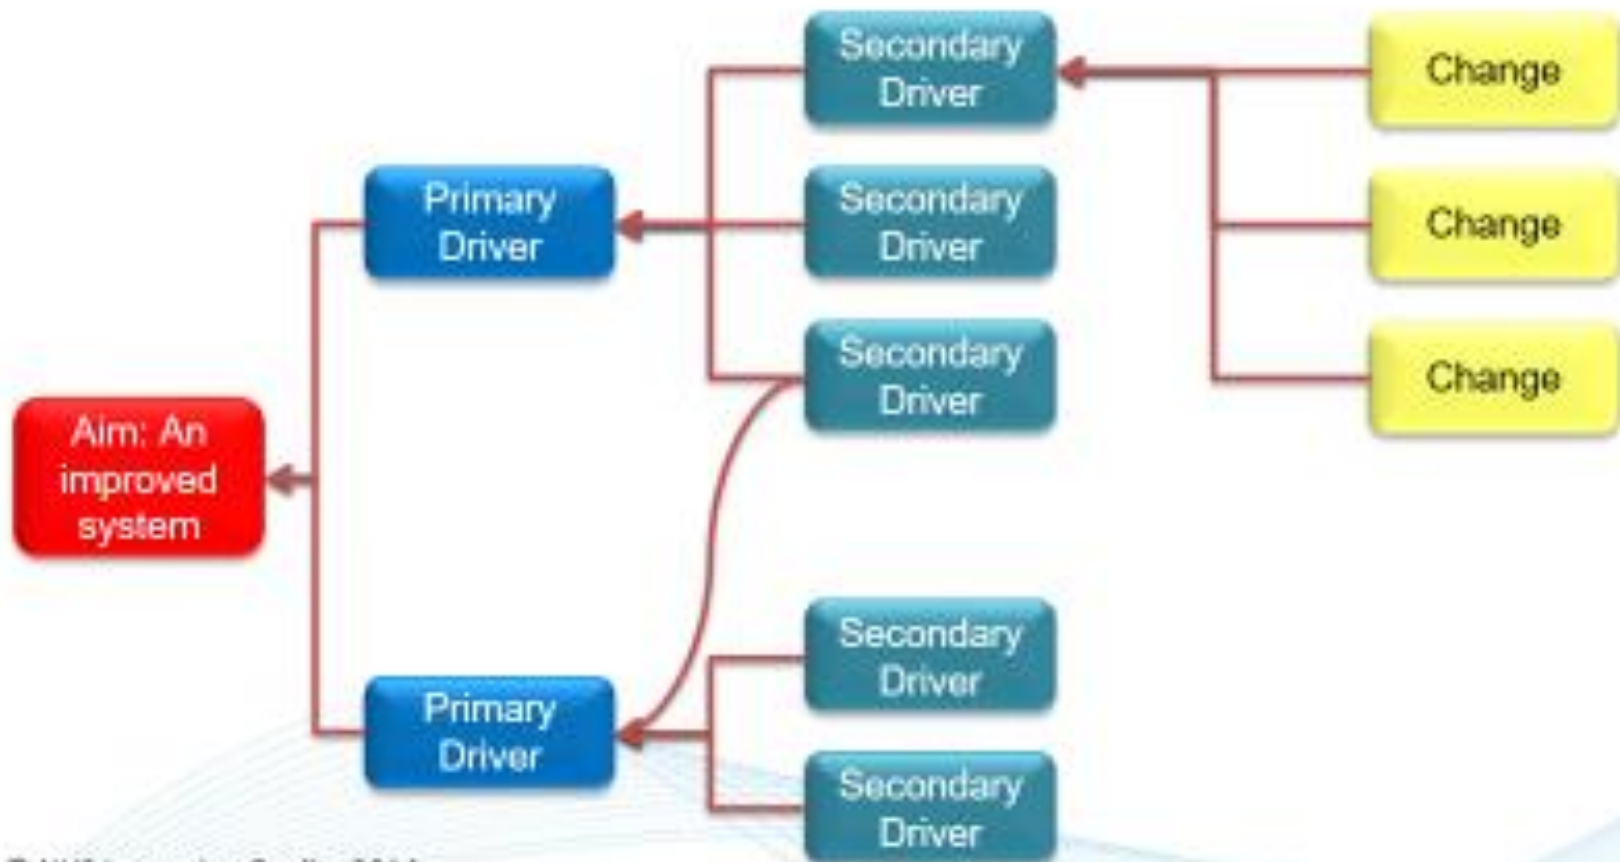 Secondary
Driver
Change
Primary
Driver
Secondary
Driver
Change
Secondary
Driver
Change
Aim: An
improved
system
Secondary
Driver
Primary
Driver
Secondary
Driver